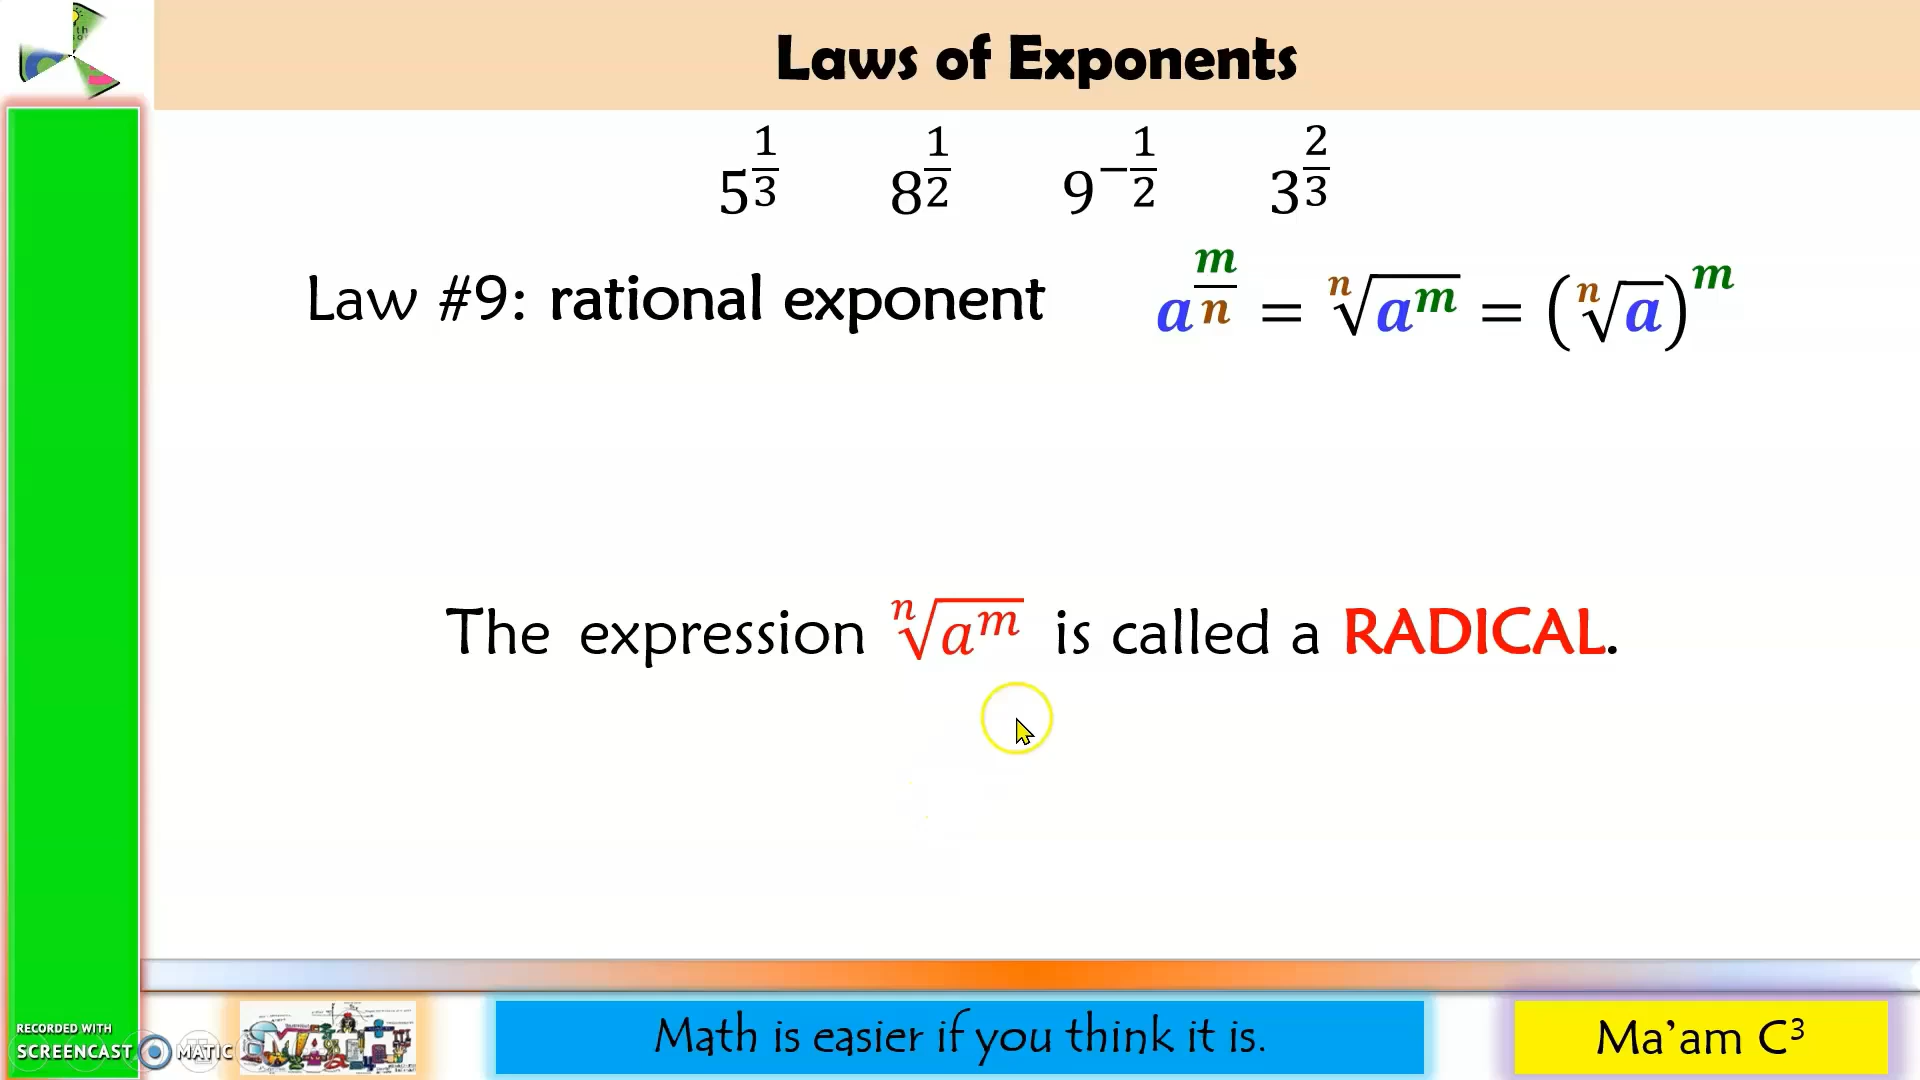 Laws of Exponents
5^(1/3) 8^(1/2) 9^(-1/2) 3^(2/3)
Law #9: rational exponent a^(m/n) = ⁿ√(a^m) = (ⁿ√a)^m
The expression ⁿ√(a^m) is called a RADICAL.
RECORDED WITH
SCREENCAST MATIC
MATH
Math is easier if you think it is.
Ma'am C³